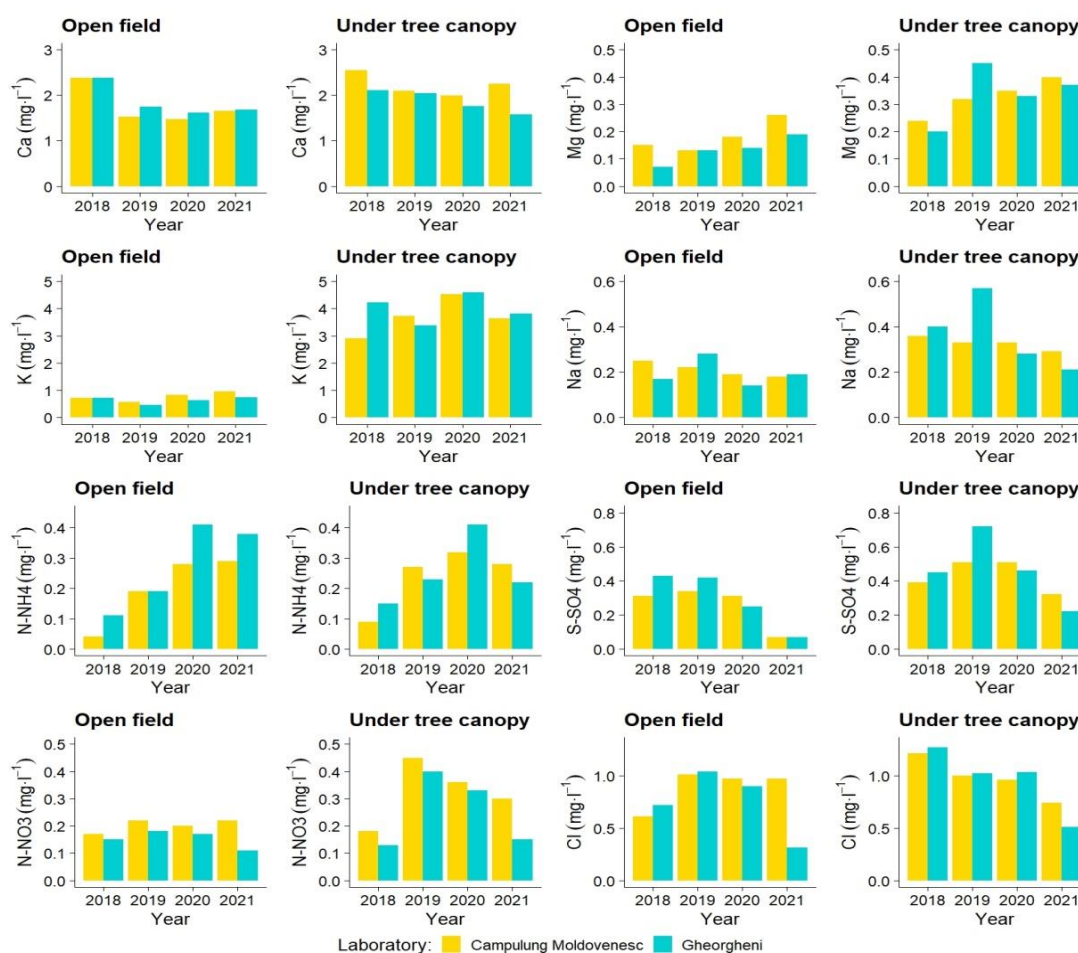 Open field
Under tree canopy
Open field
Under tree canopy
Ca (mg·l⁻¹)
3
2
1
0
2018 2019 2020 2021
Year
Ca (mg·l⁻¹)
3
2
1
0
2018 2019 2020 2021
Year
Mg (mg·l⁻¹)
0.5
0.4
0.3
0.2
0.1
0.0
2018 2019 2020 2021
Year
Mg (mg·l⁻¹)
0.5
0.4
0.3
0.2
0.1
0.0
2018 2019 2020 2021
Year
Open field
Under tree canopy
Open field
Under tree canopy
K (mg·l⁻¹)
5
4
3
2
1
0
2018 2019 2020 2021
Year
K (mg·l⁻¹)
5
4
3
2
1
0
2018 2019 2020 2021
Year
Na (mg·l⁻¹)
0.6
0.4
0.2
0.0
2018 2019 2020 2021
Year
Na (mg·l⁻¹)
0.6
0.4
0.2
0.0
2018 2019 2020 2021
Year
Open field
Under tree canopy
Open field
Under tree canopy
N-NH4 (mg·l⁻¹)
0.4
0.3
0.2
0.1
0.0
2018 2019 2020 2021
Year
N-NH4 (mg·l⁻¹)
0.4
0.3
0.2
0.1
0.0
2018 2019 2020 2021
Year
S-SO4 (mg·l⁻¹)
0.8
0.6
0.4
0.2
0.0
2018 2019 2020 2021
Year
S-SO4 (mg·l⁻¹)
0.8
0.6
0.4
0.2
0.0
2018 2019 2020 2021
Year
Open field
Under tree canopy
Open field
Under tree canopy
N-NO3 (mg·l⁻¹)
0.5
0.4
0.3
0.2
0.1
0.0
2018 2019 2020 2021
Year
N-NO3 (mg·l⁻¹)
0.5
0.4
0.3
0.2
0.1
0.0
2018 2019 2020 2021
Year
Cl (mg·l⁻¹)
1.0
0.5
0.0
2018 2019 2020 2021
Year
Cl (mg·l⁻¹)
1.0
0.5
0.0
2018 2019 2020 2021
Year
Laboratory: Campulung Moldovenesc Gheorgheni